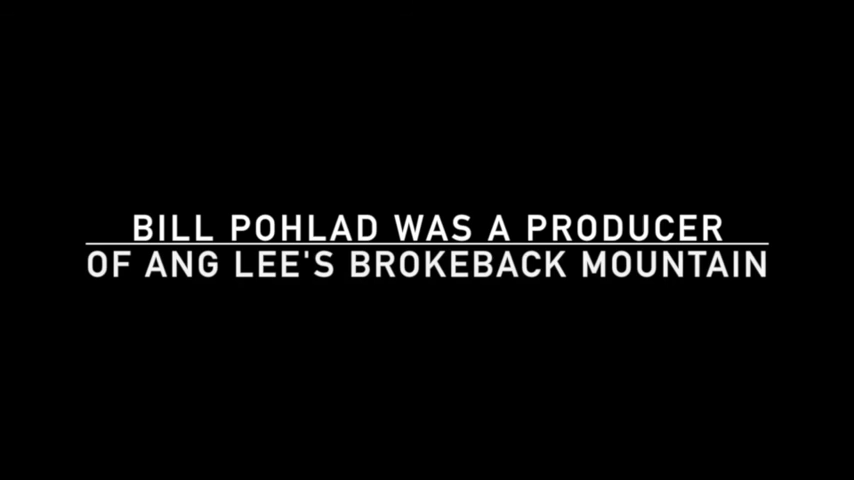 BILL POHLAD WAS A PRODUCER
OF ANG LEE'S BROKEBACK MOUNTAIN